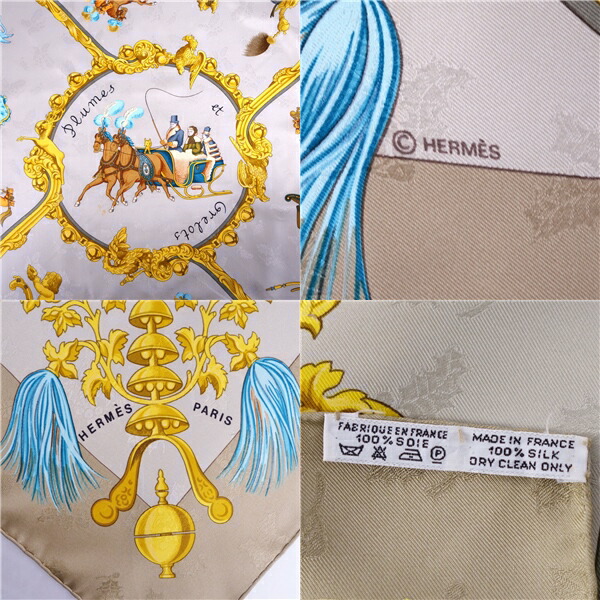 Plumes et
Grelots
© HERMÈS
HERMÈS PARIS
FABRIQUE EN FRANCE
100% SOIE
MADE IN FRANCE
100% SILK
DRY CLEAN ONLY
P